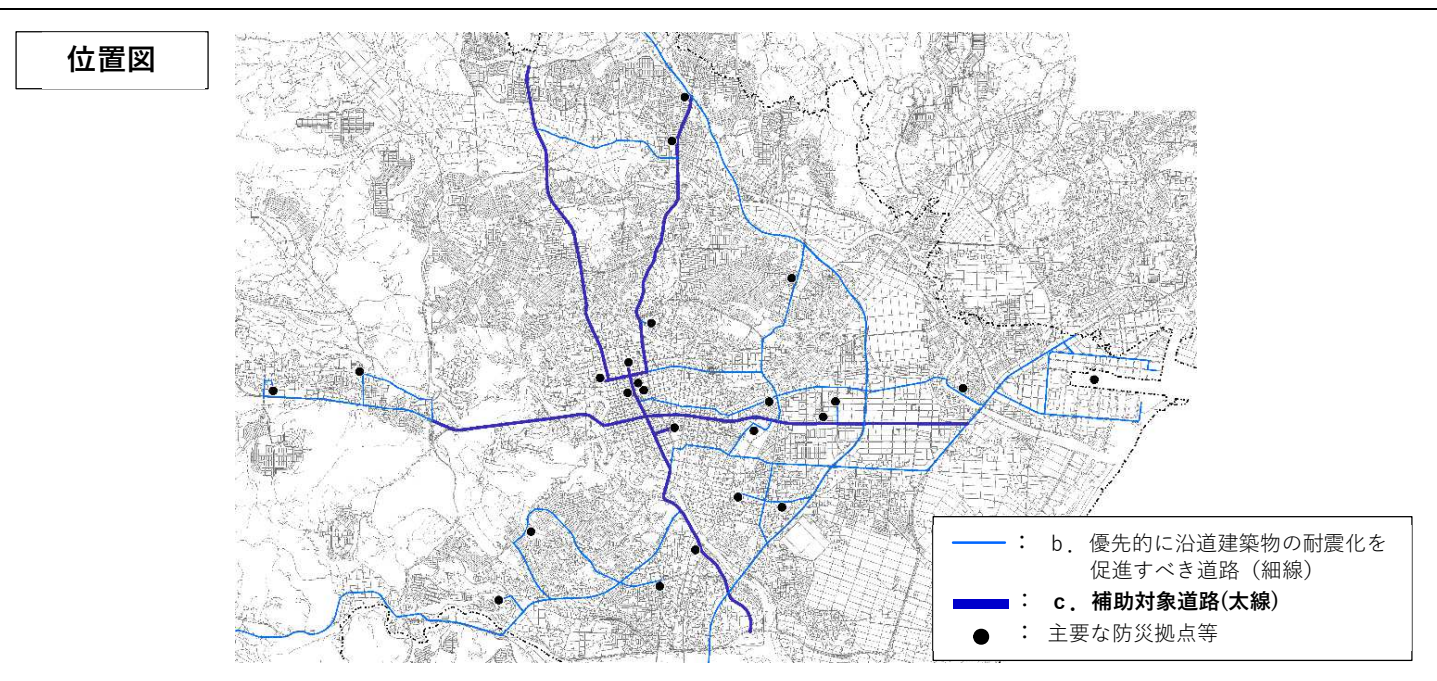 位置図
： b．優先的に沿道建築物の耐震化を
促進すべき道路（細線）
： c．補助対象道路(太線)
： 主要な防災拠点等